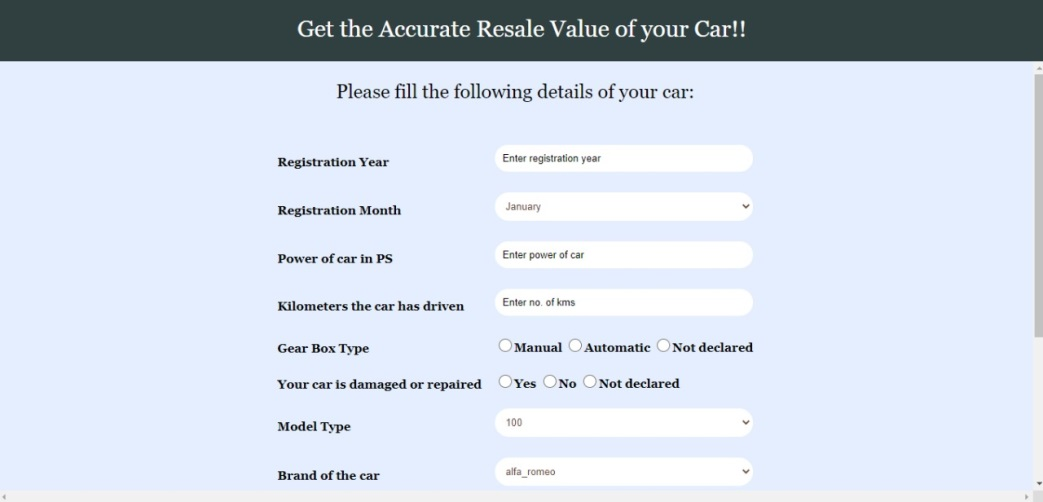 Get the Accurate Resale Value of your Car!!
Please fill the following details of your car:
Registration Year Enter registration year
Registration Month January
Power of car in PS Enter power of car
Kilometers the car has driven Enter no. of kms
Gear Box Type Manual Automatic Not declared
Your car is damaged or repaired Yes No Not declared
Model Type 100
Brand of the car alfa_romeo